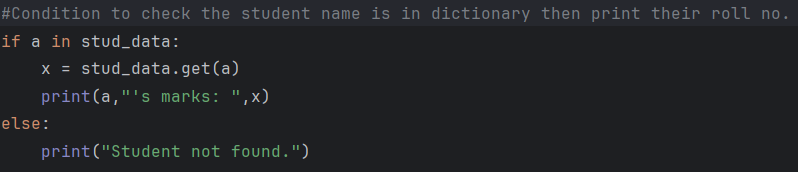 #Condition to check the student name is in dictionary then print their roll no.
if a in stud_data:
    x = stud_data.get(a)
    print(a,"'s marks: ",x)
else:
    print("Student not found.")